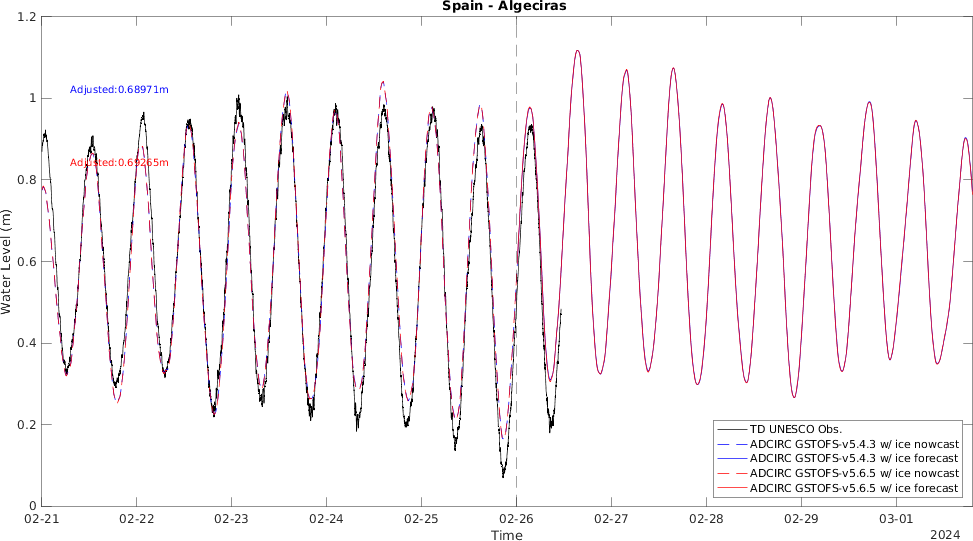 Spain - Algeciras
1.2
1
0.8
0.6
0.4
0.2
0
Water Level (m)
Adjusted:0.68971m
Adjusted:0.69265m
TD UNESCO Obs.
ADCIRC GSTOFS-v5.4.3 w/ ice nowcast
ADCIRC GSTOFS-v5.4.3 w/ ice forecast
ADCIRC GSTOFS-v5.6.5 w/ ice nowcast
ADCIRC GSTOFS-v5.6.5 w/ ice forecast
02-21 02-22 02-23 02-24 02-25 02-26 02-27 02-28 02-29 03-01
Time
2024